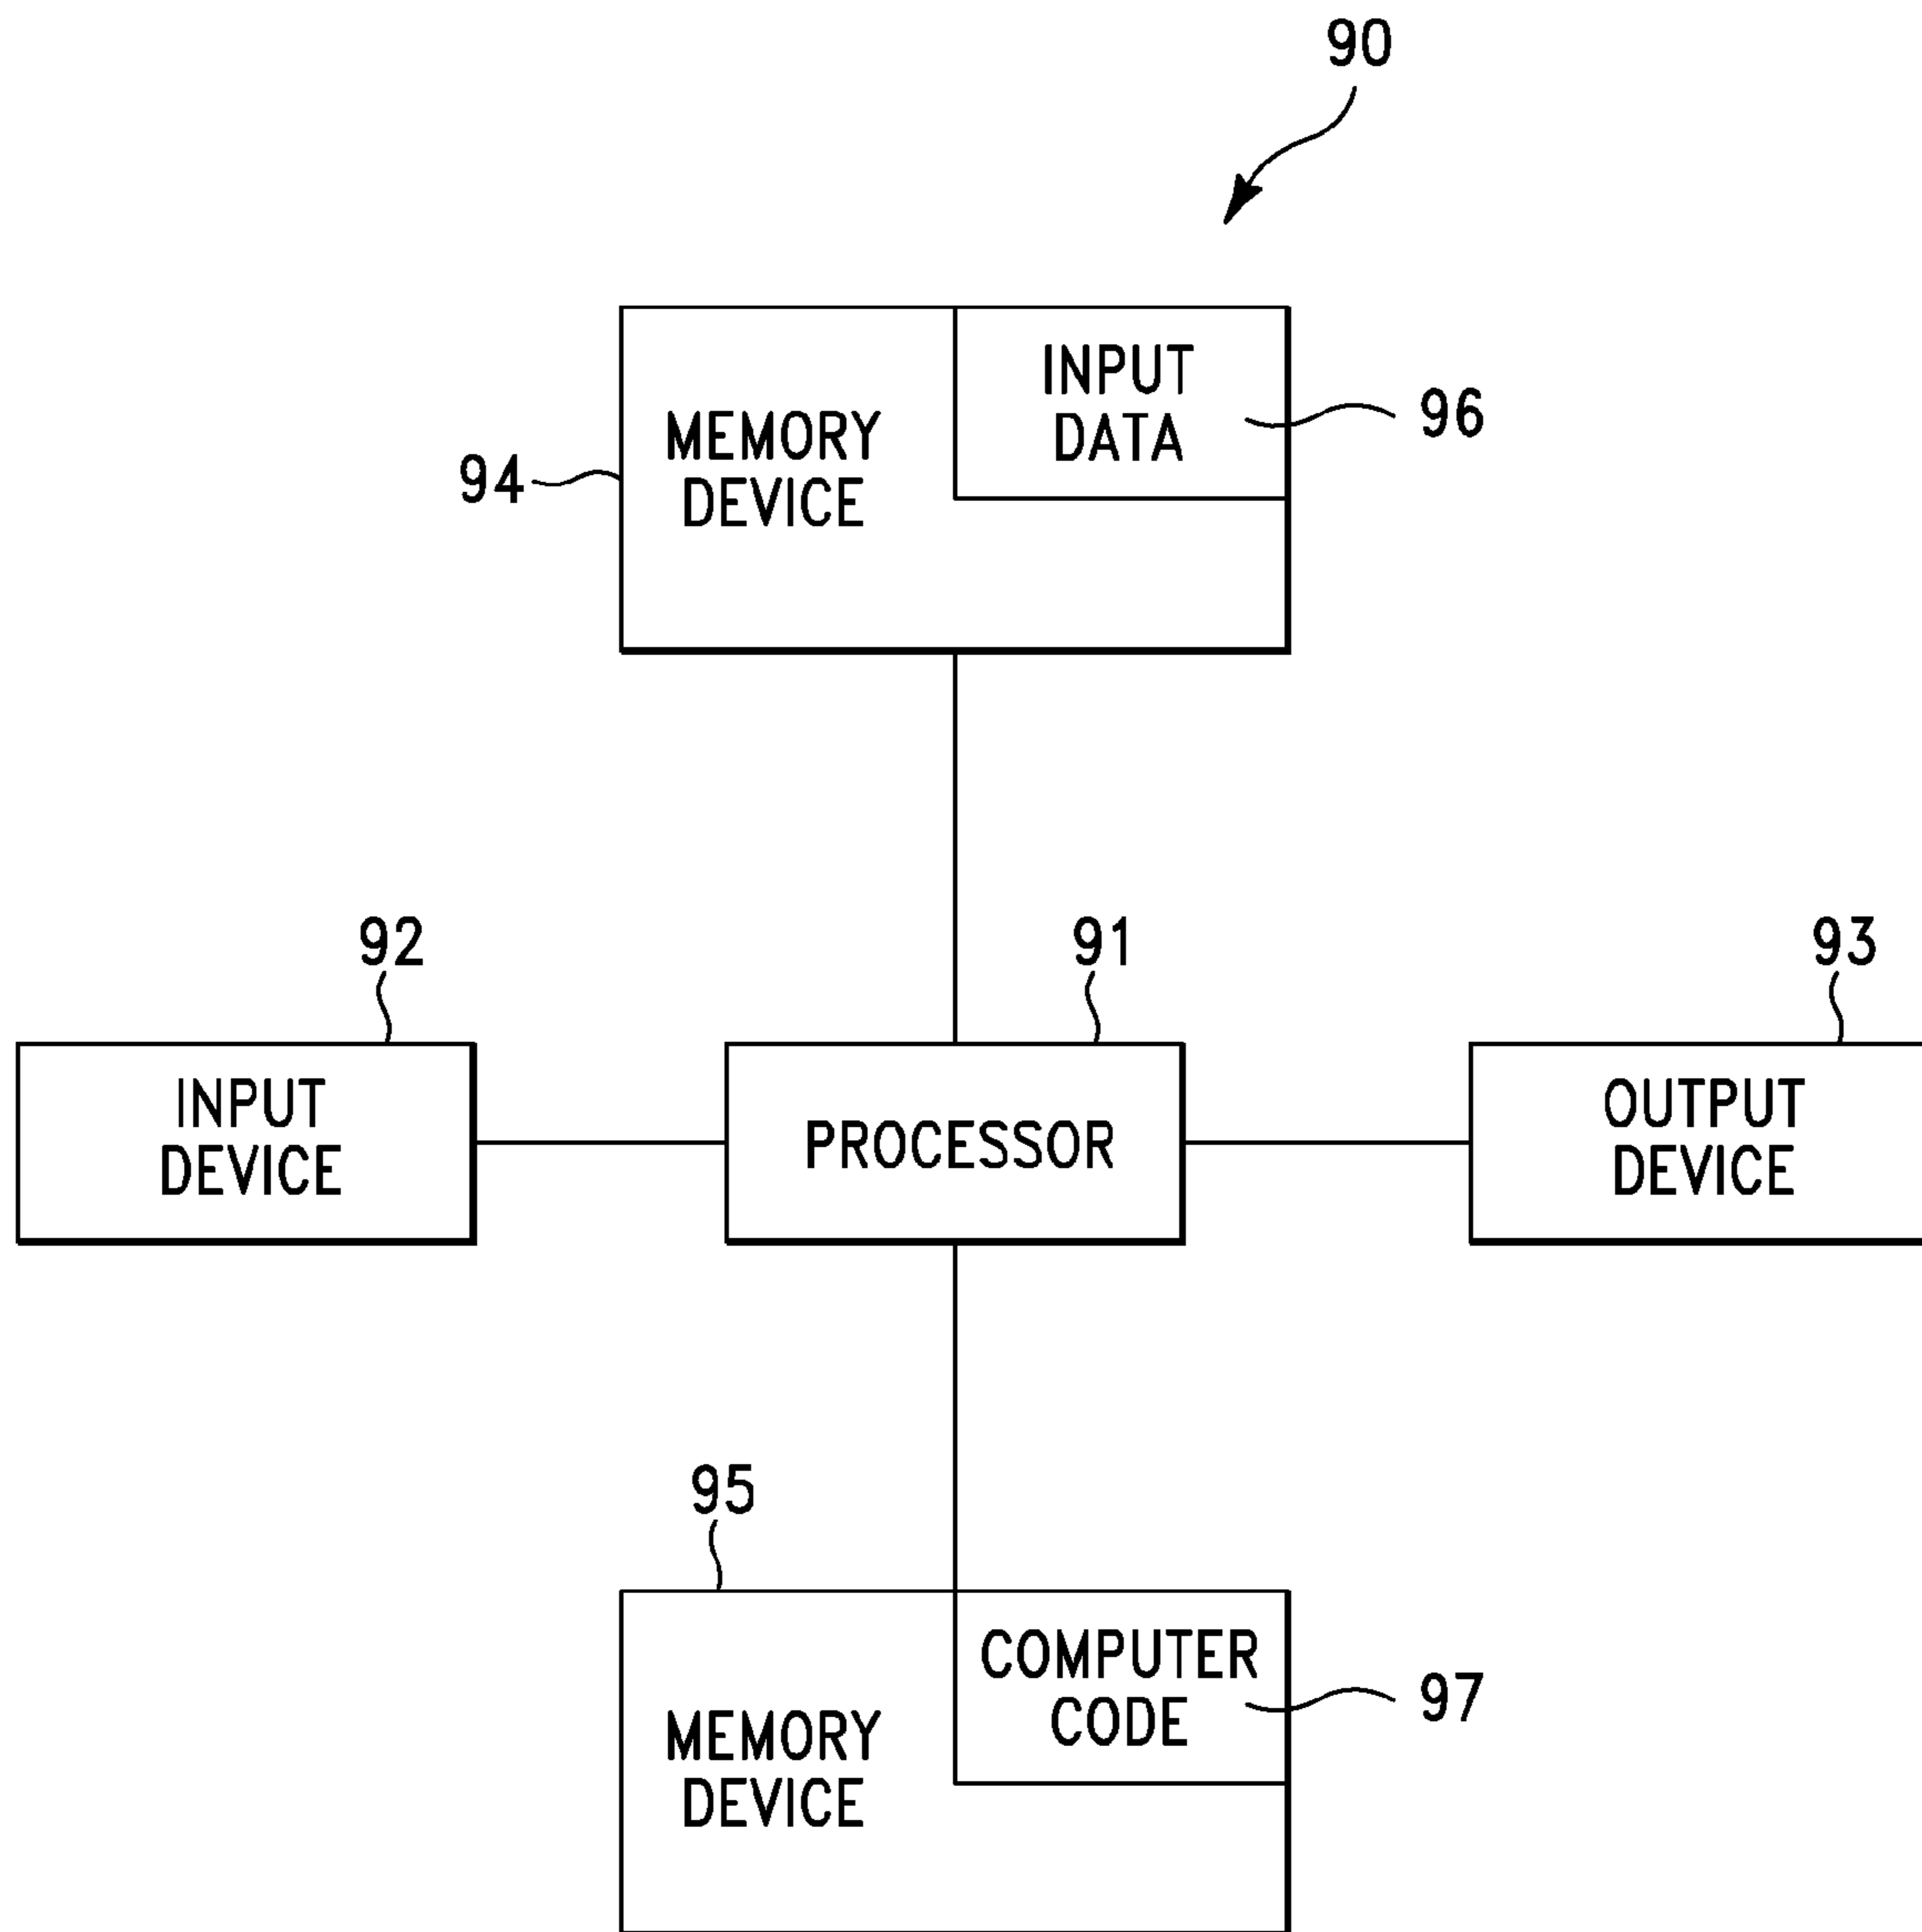 90
INPUT
DATA
96
MEMORY
DEVICE
94
92
91
93
INPUT
DEVICE
PROCESSOR
OUTPUT
DEVICE
95
COMPUTER
CODE
97
MEMORY
DEVICE